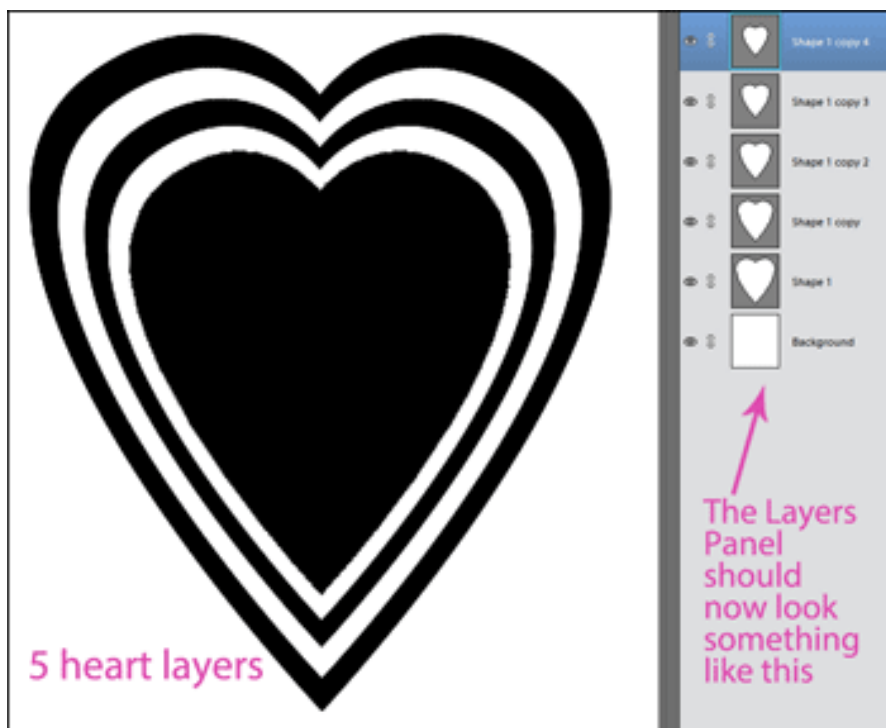 Shape 1 copy 4
Shape 1 copy 3
Shape 1 copy 2
Shape 1 copy
Shape 1
Background
The Layers
Panel
should
now look
something
like this
5 heart layers